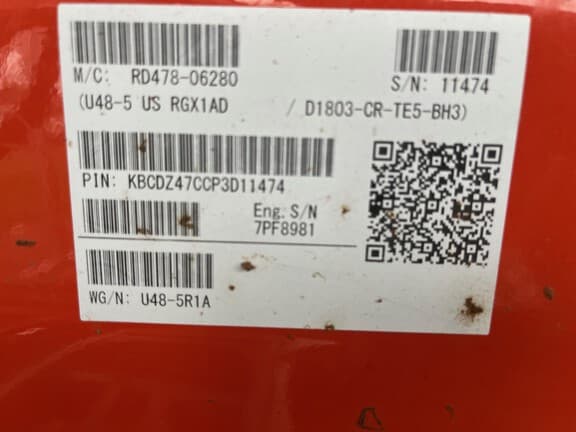 M/C: RD478-06280 S/N: 11474
(U48-5 US RGX1AD / D1803-CR-TE5-BH3)
PIN: KBCDZ47CCP3D11474
Eng. S/N
7PF8981
WG/N: U48-5R1A